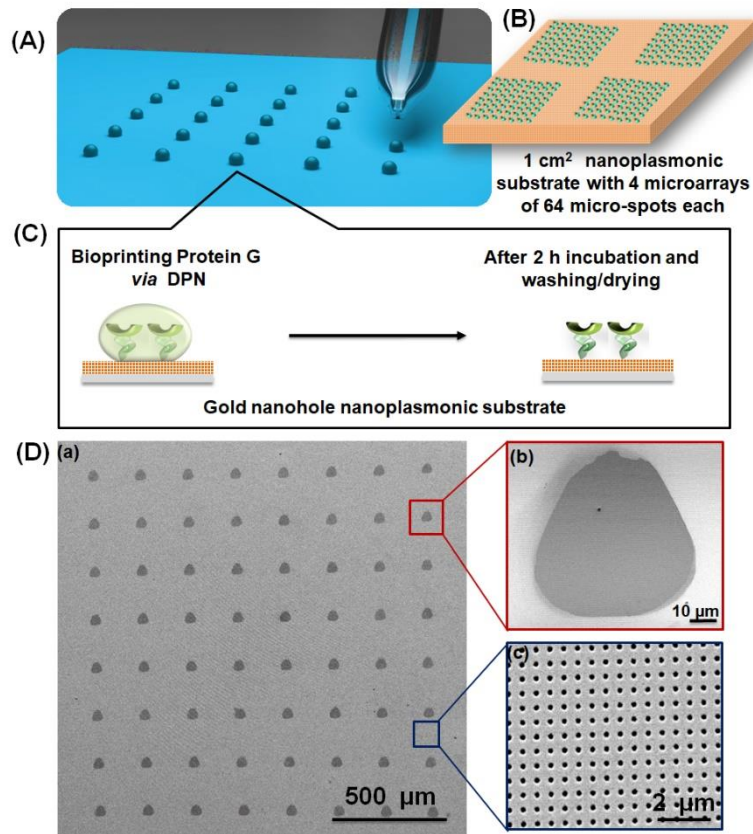 (A)
(B)
1 cm² nanoplasmonic
substrate with 4 microarrays
of 64 micro-spots each
(C)
Bioprinting Protein G
via DPN
After 2 h incubation and
washing/drying
Gold nanohole nanoplasmonic substrate
(D)
(a)
500 µm
(b)
10 µm
(c)
2 µm